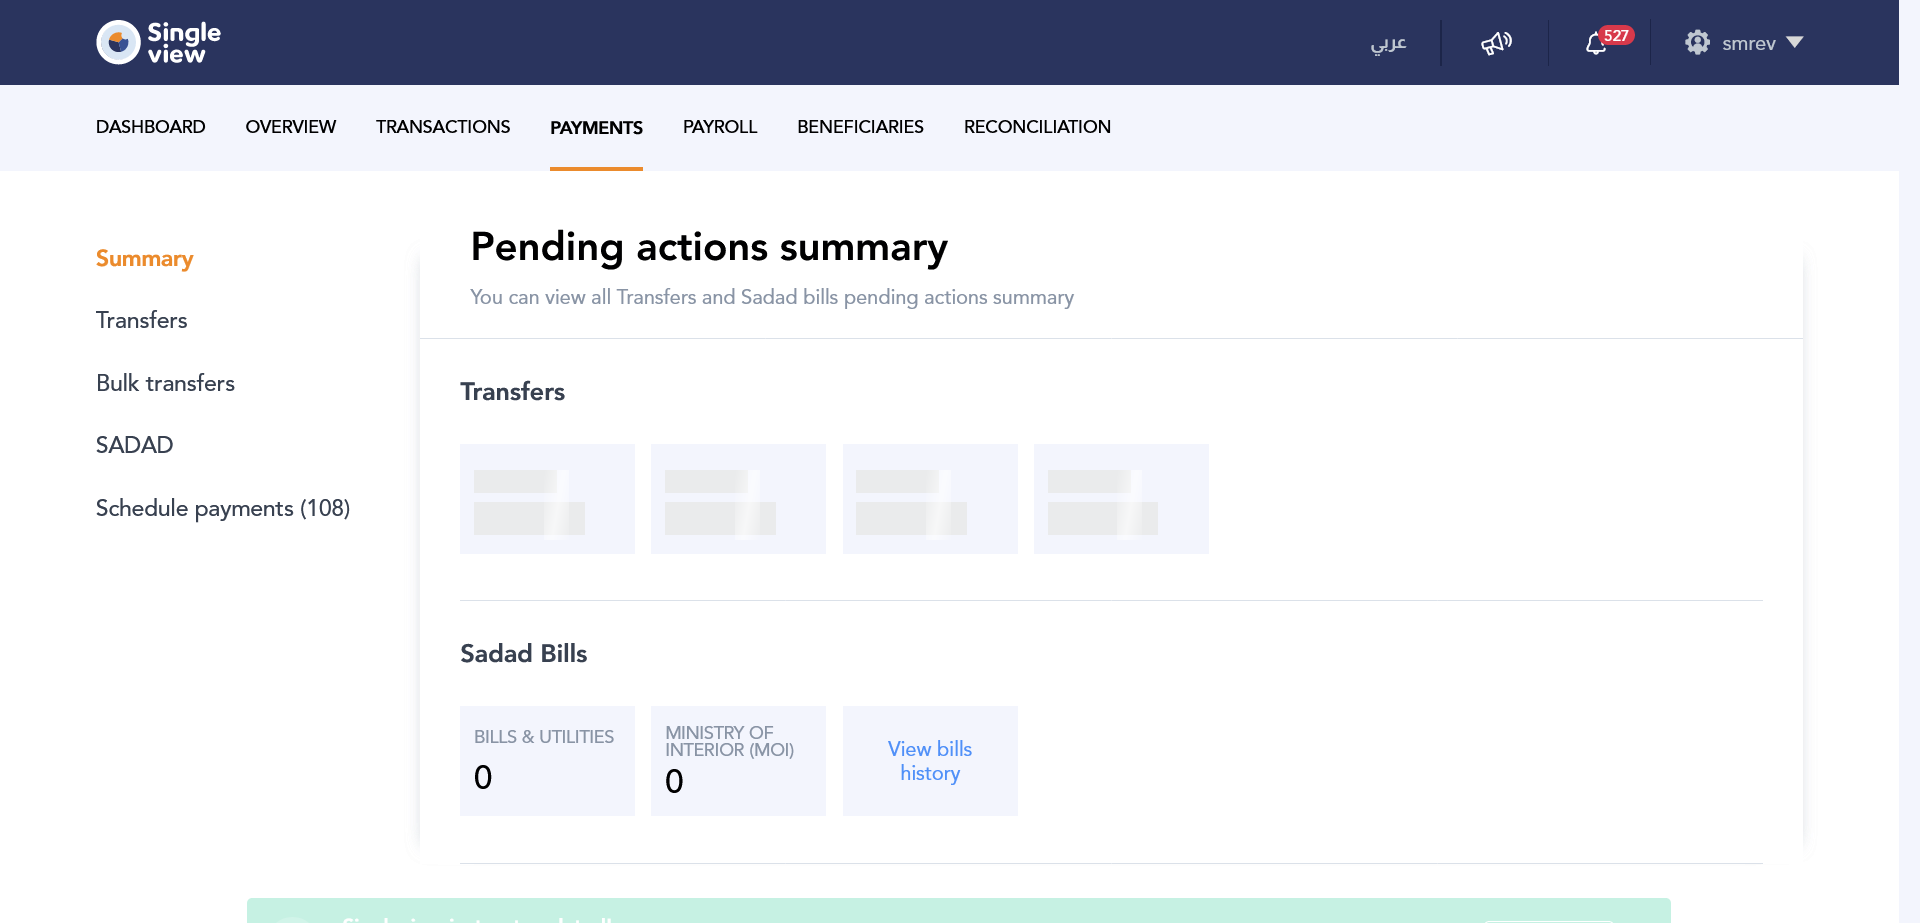 Single
view
عربي
527
smrev
DASHBOARD
OVERVIEW
TRANSACTIONS
PAYMENTS
PAYROLL
BENEFICIARIES
RECONCILIATION
Summary
Transfers
Bulk transfers
SADAD
Schedule payments (108)
Pending actions summary
You can view all Transfers and Sadad bills pending actions summary
Transfers
Sadad Bills
BILLS & UTILITIES
0
MINISTRY OF
INTERIOR (MOI)
0
View bills
history